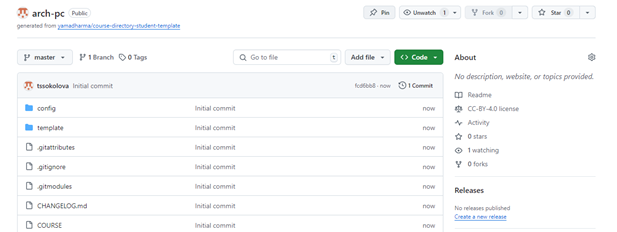 arch-pc Public Pin Unwatch 1 Fork 0 Star 0
generated from yamadharma/course-directory-student-template
master 1 Branch 0 Tags Go to file t Add file Code About
No description, website, or topics provided.
tssokolova Initial commit fcd6bb8 · now 1 Commit
Readme
config Initial commit now
CC-BY-4.0 license
template Initial commit now
Activity
0 stars
.gitattributes Initial commit now
1 watching
.gitignore Initial commit now
0 forks
.gitmodules Initial commit now
Releases
CHANGELOG.md Initial commit now
No releases published
Create a new release
COURSE Initial commit now